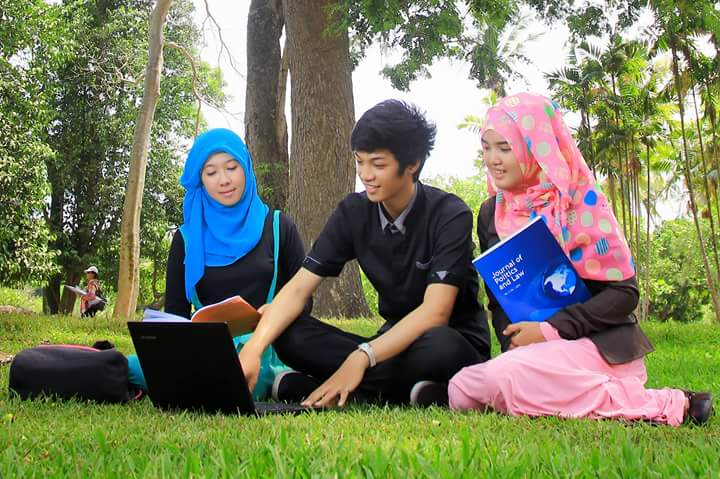 Journal of
Politics
and Law